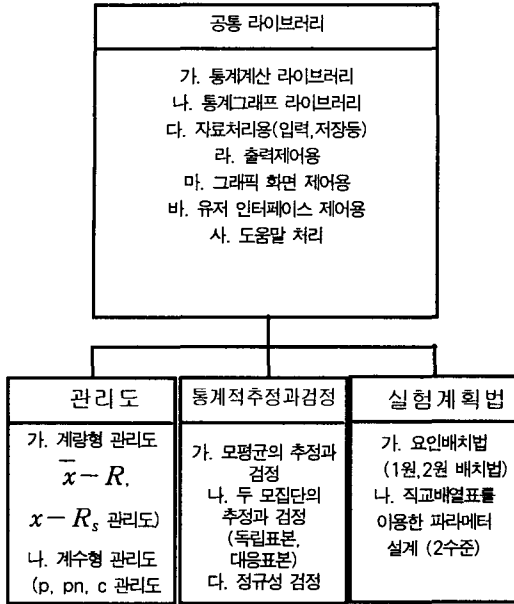 공통 라이브러리
가. 통계계산 라이브러리
나. 통계그래프 라이브러리
다. 자료처리용(입력,저장등)
라. 출력제어용
마. 그래픽 화면 제어용
바. 유저 인터페이스 제어용
사. 도움말 처리
관리도
가. 계량형 관리도
x̄ − R,
x − Rₛ 관리도)
나. 계수형 관리도
(p, pn, c 관리도
통계적추정과검정
가. 모평균의 추정과
검정
나. 두 모집단의
추정과 검정
(독립표본,
대응표본)
다. 정규성 검정
실험계획법
가. 요인배치법
(1원,2원 배치법)
나. 직교배열표를
이용한 파라메터
설계 (2수준)